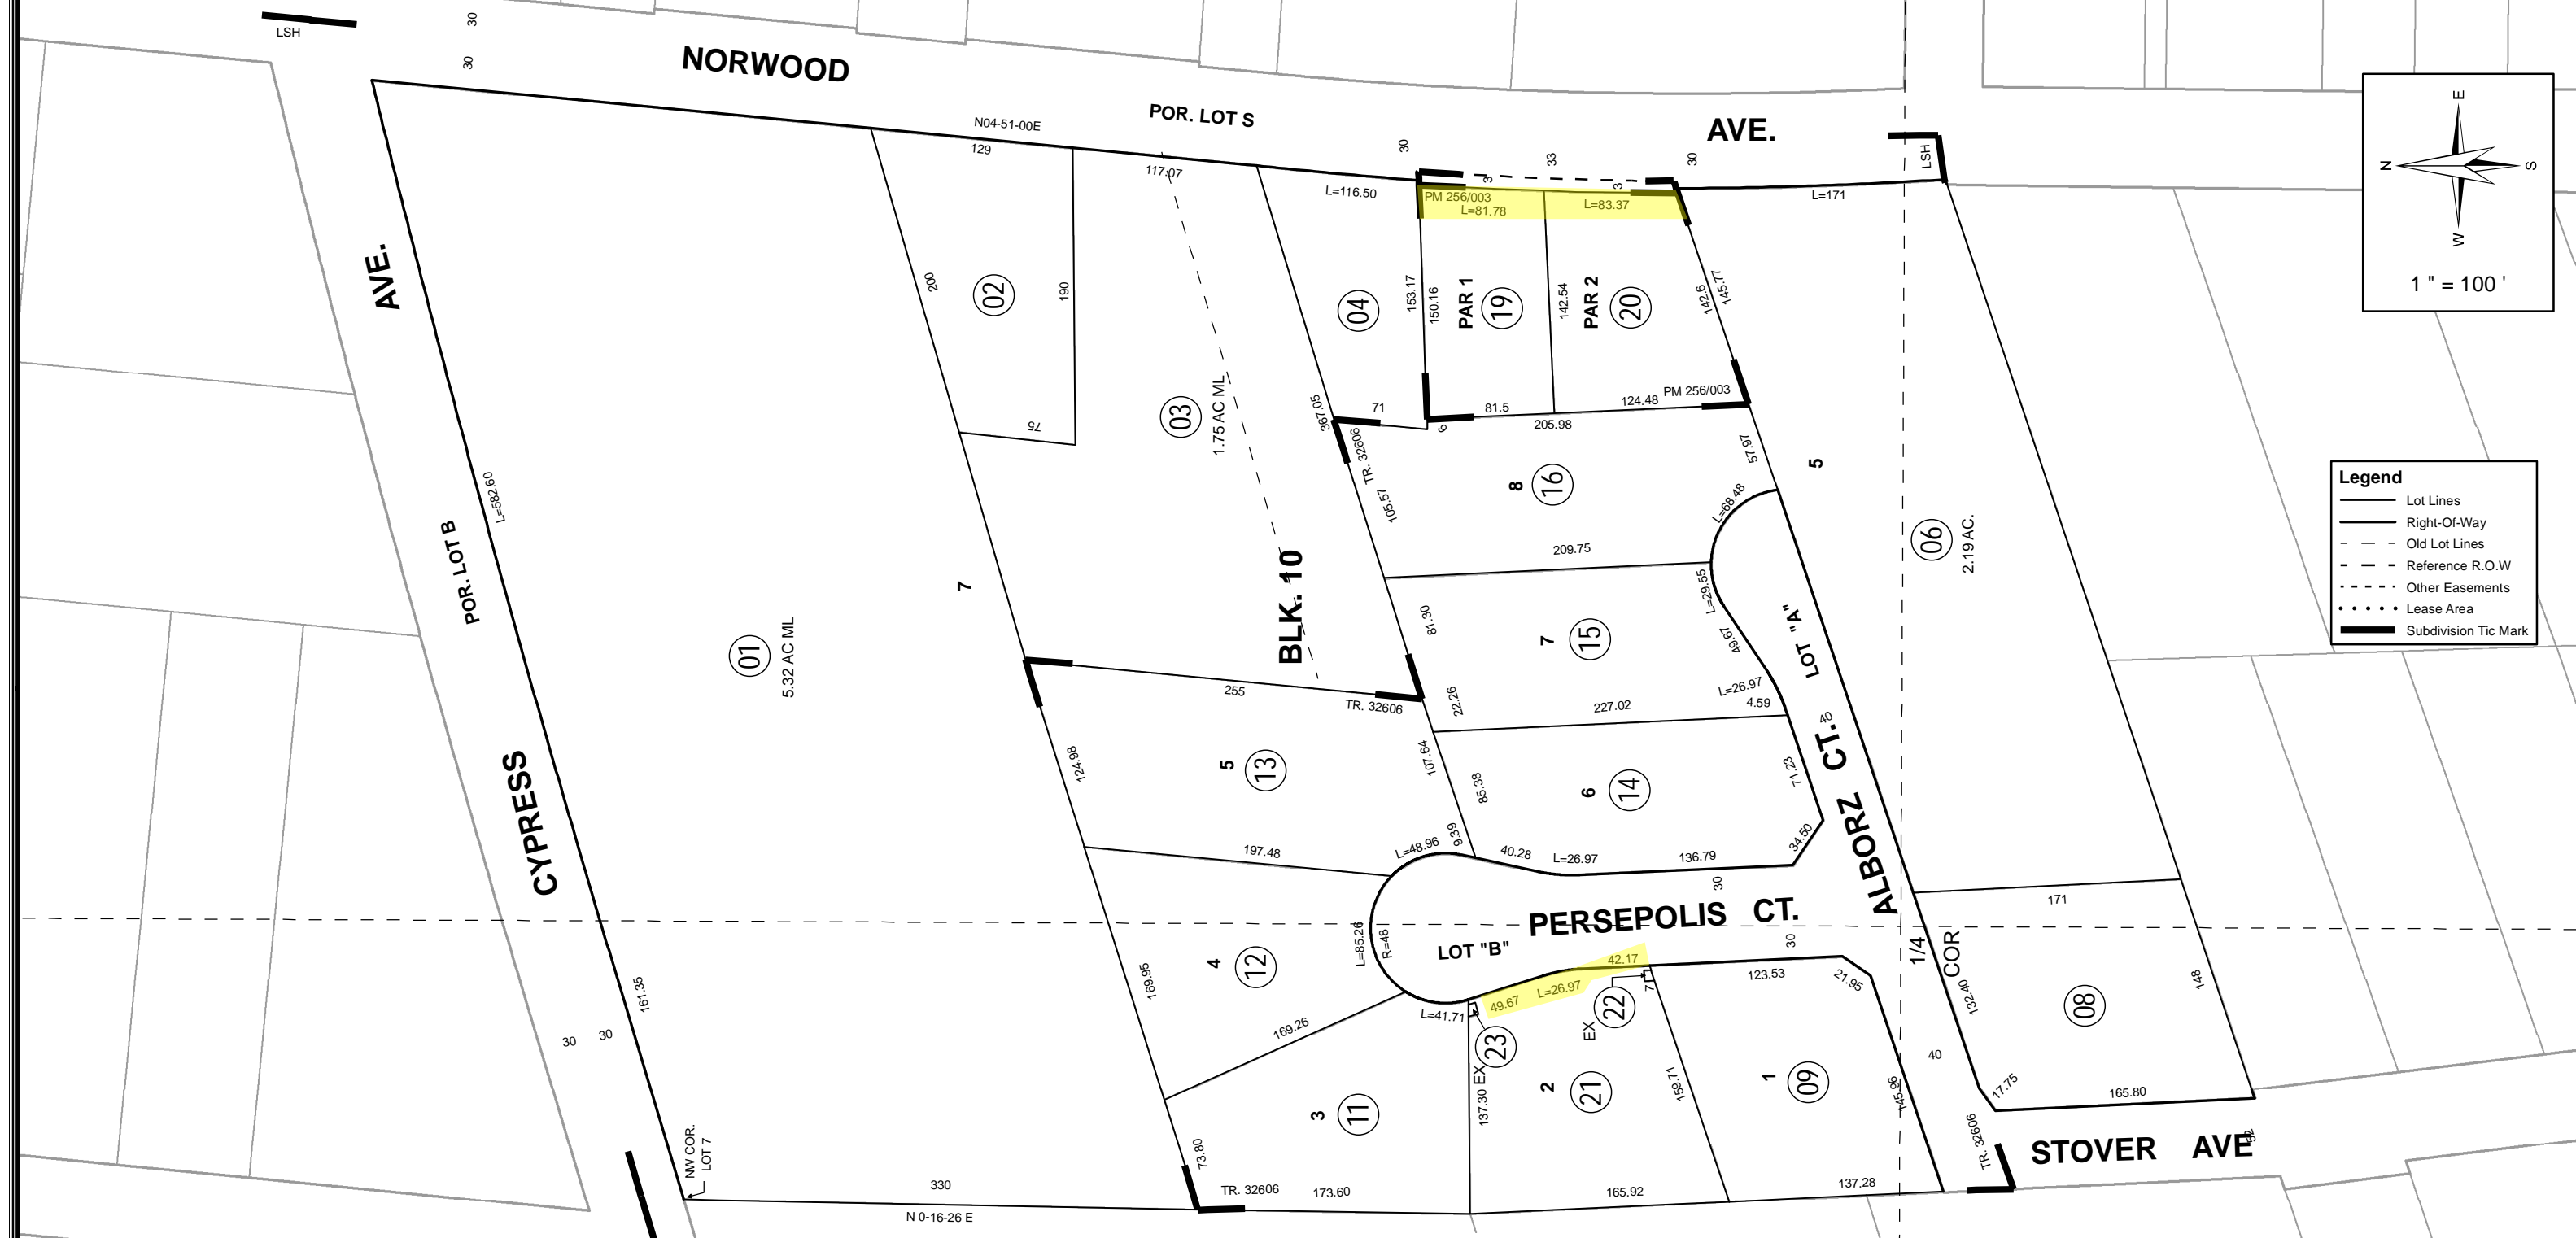 LSH
30
30
NORWOOD
AVE.
POR. LOT S
N04-51-00E
129
117.07
L=116.50
30
33
30
3
3
PM 256/003
L=81.78
L=83.37
L=171
LSH
E
N
S
W
1 " = 100 '
AVE.
CYPRESS
POR. LOT B
L=582.60
161.35
30
30
200
02
190
75
03
1.75 AC ML
367.05
04
71
153.17
150.16
PAR 1
19
142.54
PAR 2
20
142.6
145.77
6
81.5
124.48
PM 256/003
205.98
TR. 32606
105.57
8
16
57.97
L=68.48
5
06
2.19 AC.
209.75
L=29.55
7
01
5.32 AC ML
BLK. 10
81.30
7
15
49.67
L=26.97
4.59
227.02
22.26
LOT "A"
40
ALBORZ CT.
255
TR. 32606
124.98
5
13
107.64
85.38
9.39
6
14
71.23
34.50
197.48
L=48.96
40.28
L=26.97
136.79
30
PERSEPOLIS CT.
LOT "B"
L=85.26
R=48
30
1/4
COR
171
4
12
169.95
169.26
L=41.71
49.67
L=26.97
42.17
7
22
EX
23
137.30 EX
2
21
159.71
123.53
21.95
1
09
145.96
40
132.40
17.75
08
148
165.80
3
11
73.80
TR. 32606
173.60
165.92
137.28
TR. 32606
STOVER AVE
52
NW COR.
LOT 7
330
N 0-16-26 E
Legend
Lot Lines
Right-Of-Way
Old Lot Lines
Reference R.O.W
Other Easements
Lease Area
Subdivision Tic Mark